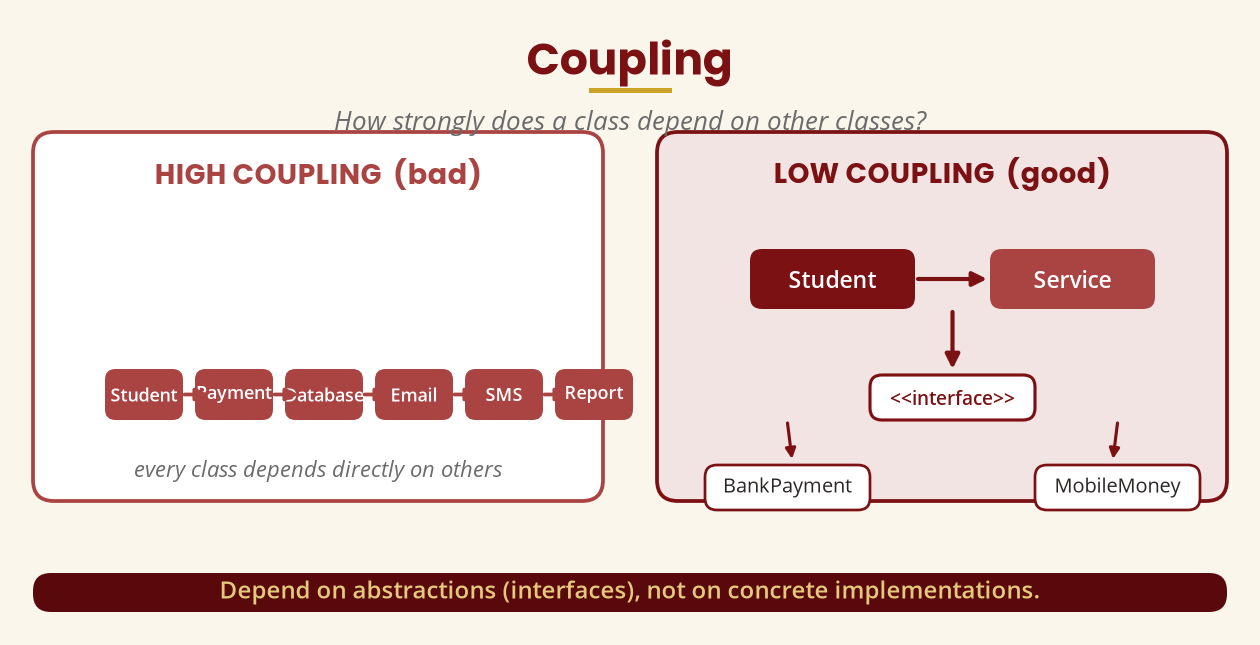 Coupling
How strongly does a class depend on other classes?
HIGH COUPLING (bad)
Student
Payment
Database
Email
SMS
Report
every class depends directly on others
LOW COUPLING (good)
Student
Service
<<interface>>
BankPayment
MobileMoney
Depend on abstractions (interfaces), not on concrete implementations.